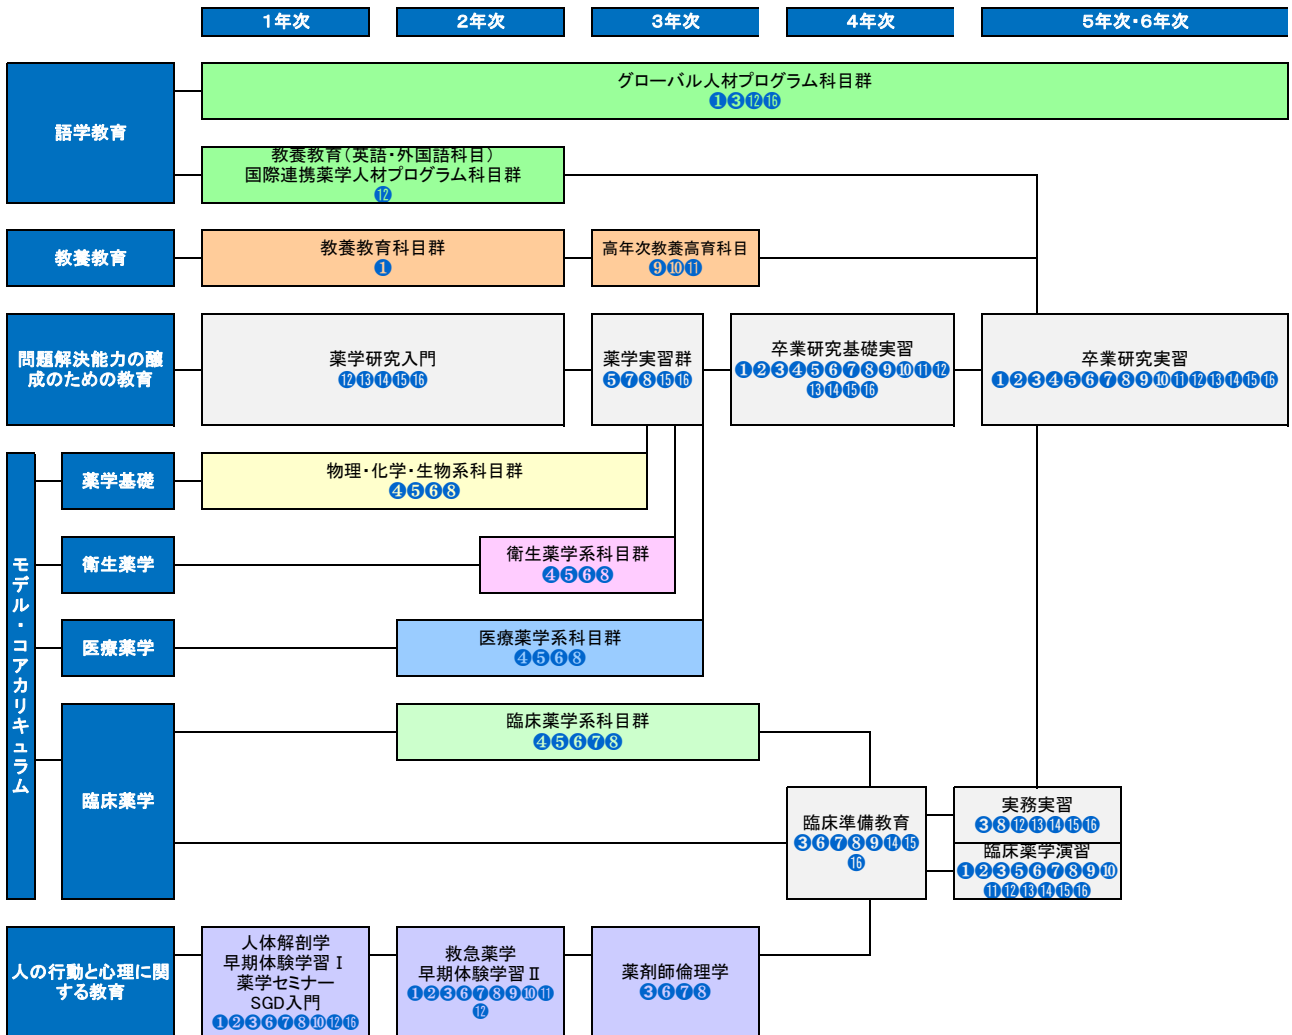 1年次
2年次
3年次
4年次
5年次・6年次
語学教育
グローバル人材プログラム科目群
❶❸⓬⓰
教養教育(英語・外国語科目)
国際連携薬学人材プログラム科目群
⓬
教養教育
教養教育科目群
❶
高年次教養高育科目
❾❿⓫
問題解決能力の醸
成のための教育
薬学研究入門
⓬⓭⓮⓯⓰
薬学実習群
❺❼❽⓯⓰
卒業研究基礎実習
❶❷❸❹❺❻❼❽❾❿⓫⓬
⓭⓮⓯⓰
卒業研究実習
❶❷❸❹❺❻❼❽❾❿⓫⓬⓭⓮⓯⓰
モデル・コアカリキュラム
薬学基礎
物理・化学・生物系科目群
❹❺❻❽
衛生薬学
衛生薬学系科目群
❹❺❻❽
医療薬学
医療薬学系科目群
❹❺❻❽
臨床薬学
臨床薬学系科目群
❹❺❻❼❽
臨床準備教育
❸❻❼❽❾⓮⓯
⓰
実務実習
❸❽⓬⓭⓮⓯⓰
臨床薬学演習
❶❷❸❺❻❼❽❾❿
⓫⓬⓭⓮⓯⓰
人の行動と心理に関
する教育
人体解剖学
早期体験学習Ⅰ
薬学セミナー
SGD入門
❶❷❸❻❼❽❿⓬⓰
救急薬学
早期体験学習Ⅱ
❶❷❸❻❼❽❾❿⓫
⓬
薬剤師倫理学
❸❻❼❽